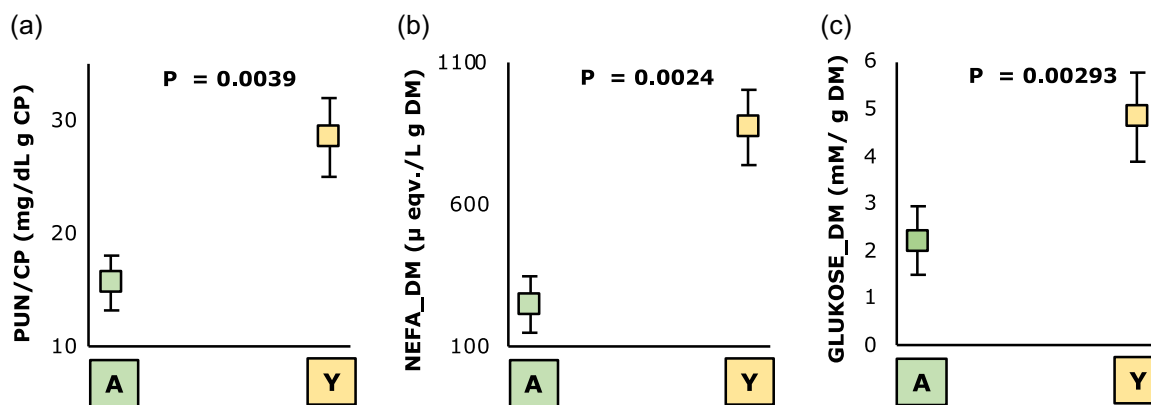 (a)
P = 0.0039
PUN/CP (mg/dL g CP)
30
20
10
A
Y
(b)
P = 0.0024
NEFA_DM (µ eqv./L g DM)
1100
600
100
A
Y
(c)
P = 0.00293
GLUKOSE_DM (mM/ g DM)
6
5
4
3
2
1
0
A
Y